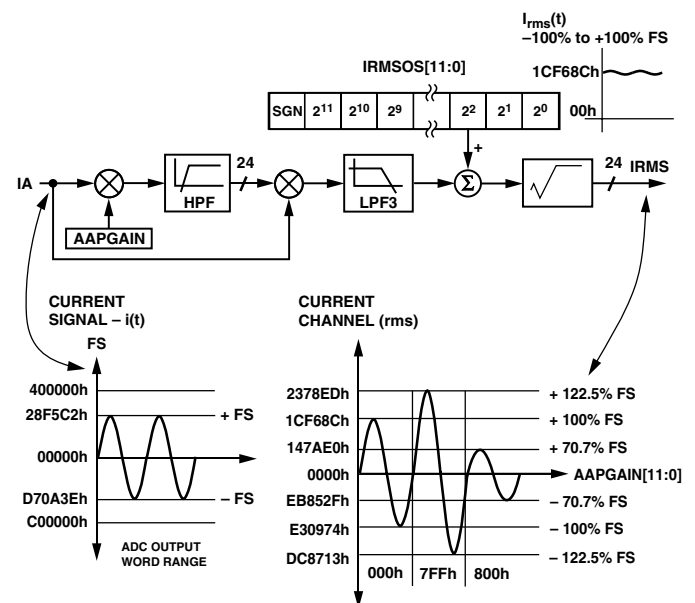 Irms(t)
–100% to +100% FS
IRMSOS[11:0]
1CF68Ch
00h
SGN 2¹¹ 2¹⁰ 2⁹ 2² 2¹ 2⁰
+
IA
24
24
IRMS
HPF
LPF3
Σ
AAPGAIN
CURRENT
SIGNAL – i(t)
FS
400000h
28F5C2h
+ FS
00000h
D70A3Eh
– FS
C00000h
ADC OUTPUT
WORD RANGE
CURRENT
CHANNEL (rms)
2378EDh
+ 122.5% FS
1CF68Ch
+ 100% FS
147AE0h
+ 70.7% FS
0000h
AAPGAIN[11:0]
EB852Fh
– 70.7% FS
E30974h
– 100% FS
DC8713h
– 122.5% FS
000h 7FFh 800h